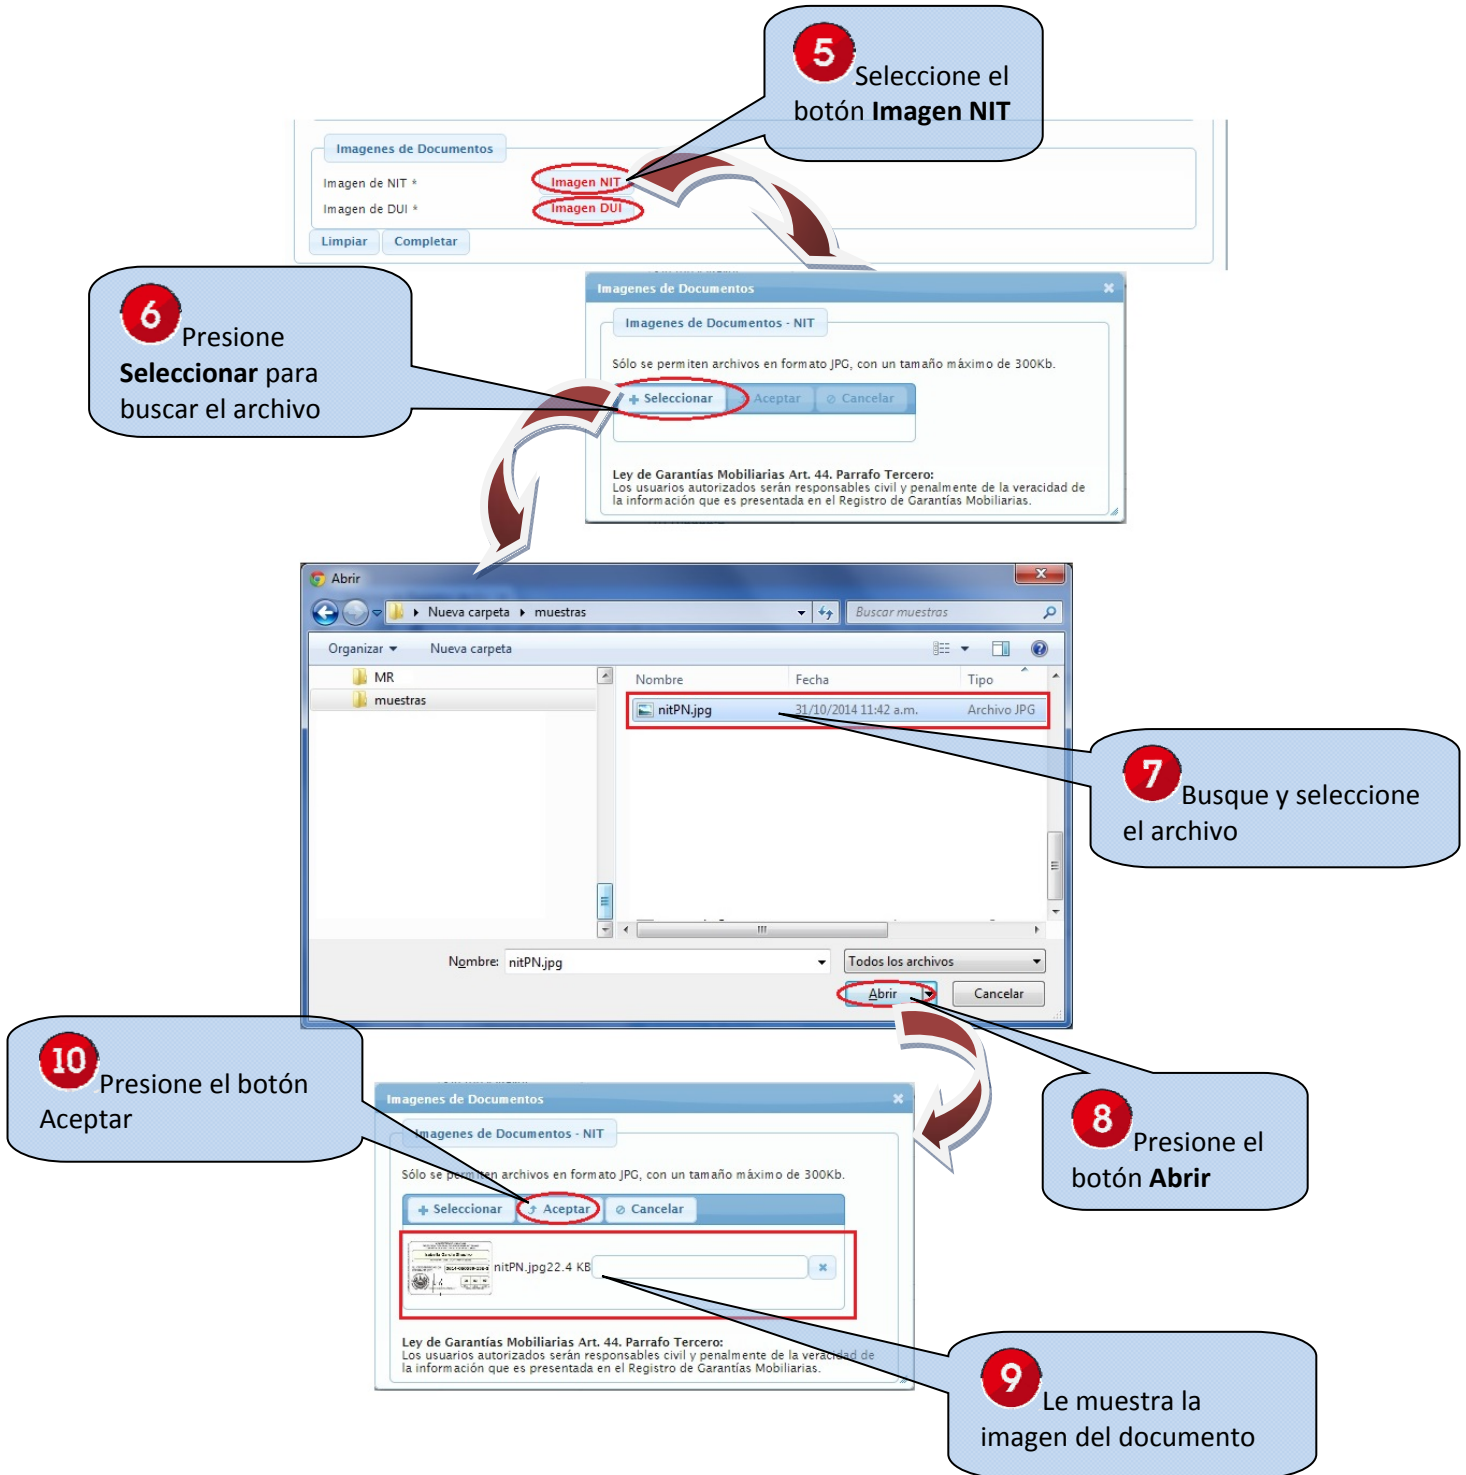 5
Seleccione el
botón Imagen NIT
Imagenes de Documentos
Imagen de NIT *
Imagen NIT
Imagen de DUI *
Imagen DUI
Limpiar
Completar
6
Presione
Seleccionar para
buscar el archivo
Imagenes de Documentos
Imagenes de Documentos - NIT
Sólo se permiten archivos en formato JPG, con un tamaño máximo de 300Kb.
Seleccionar
Aceptar
Cancelar
Ley de Garantías Mobiliarias Art. 44. Parrafo Tercero:
Los usuarios autorizados serán responsables civil y penalmente de la veracidad de
la información que es presentada en el Registro de Garantías Mobiliarias.
Abrir
Nueva carpeta
muestras
Buscar muestras
Organizar
Nueva carpeta
MR
muestras
Nombre
Fecha
Tipo
nitPN.jpg
31/10/2014 11:42 a.m.
Archivo JPG
7
Busque y seleccione
el archivo
Nombre:
nitPN.jpg
Todos los archivos
Abrir
Cancelar
10
Presione el botón
Aceptar
8
Presione el
botón Abrir
Imagenes de Documentos
Imagenes de Documentos - NIT
Sólo se permiten archivos en formato JPG, con un tamaño máximo de 300Kb.
Seleccionar
Aceptar
Cancelar
nitPN.jpg22.4 KB
Ley de Garantías Mobiliarias Art. 44. Parrafo Tercero:
Los usuarios autorizados serán responsables civil y penalmente de la veracidad de
la información que es presentada en el Registro de Garantías Mobiliarias.
9
Le muestra la
imagen del documento